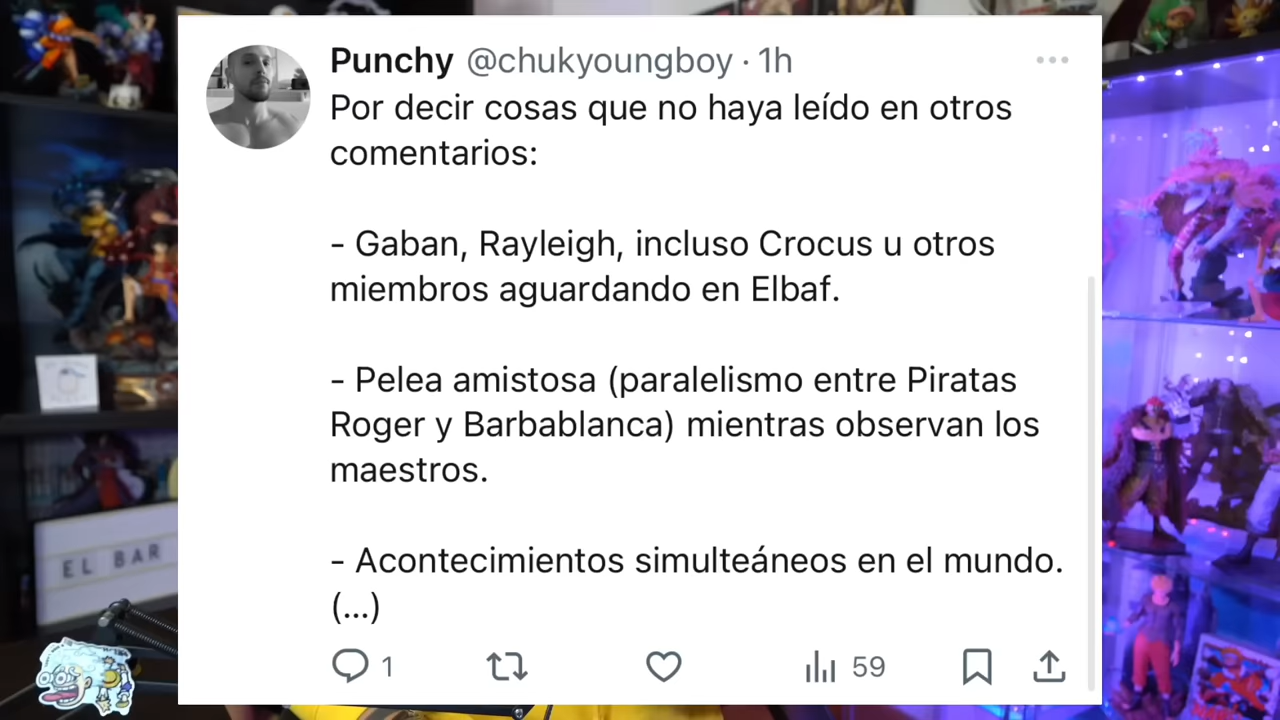 Punchy @chukyoungboy · 1h
Por decir cosas que no haya leído en otros
comentarios:
- Gaban, Rayleigh, incluso Crocus u otros
miembros aguardando en Elbaf.
- Pelea amistosa (paralelismo entre Piratas
Roger y Barbablanca) mientras observan los
maestros.
- Acontecimientos simulteáneos en el mundo.
(...)
1
59
EL BAR